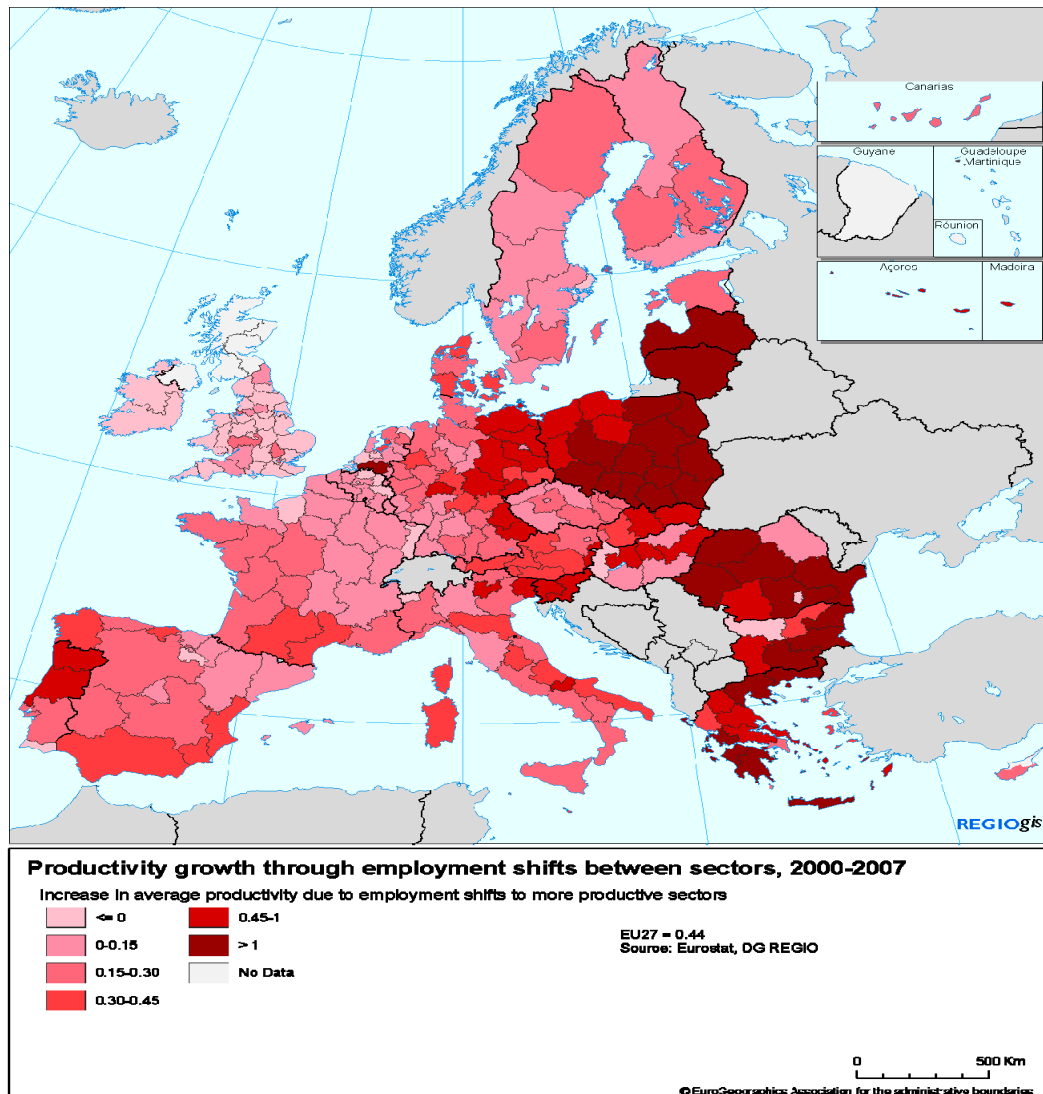 Canarias
Guyane
Guadeloupe
Martinique
Réunion
Açores
Madeira
REGIOgis
Productivity growth through employment shifts between sectors, 2000-2007
Increase in average productivity due to employment shifts to more productive sectors
<= 0
0-0.15
0.15-0.30
0.30-0.45
0.45-1
> 1
No Data
EU27 = 0.44
Source: Eurostat, DG REGIO
0 500 Km
© EuroGeographics Association for the administrative boundaries